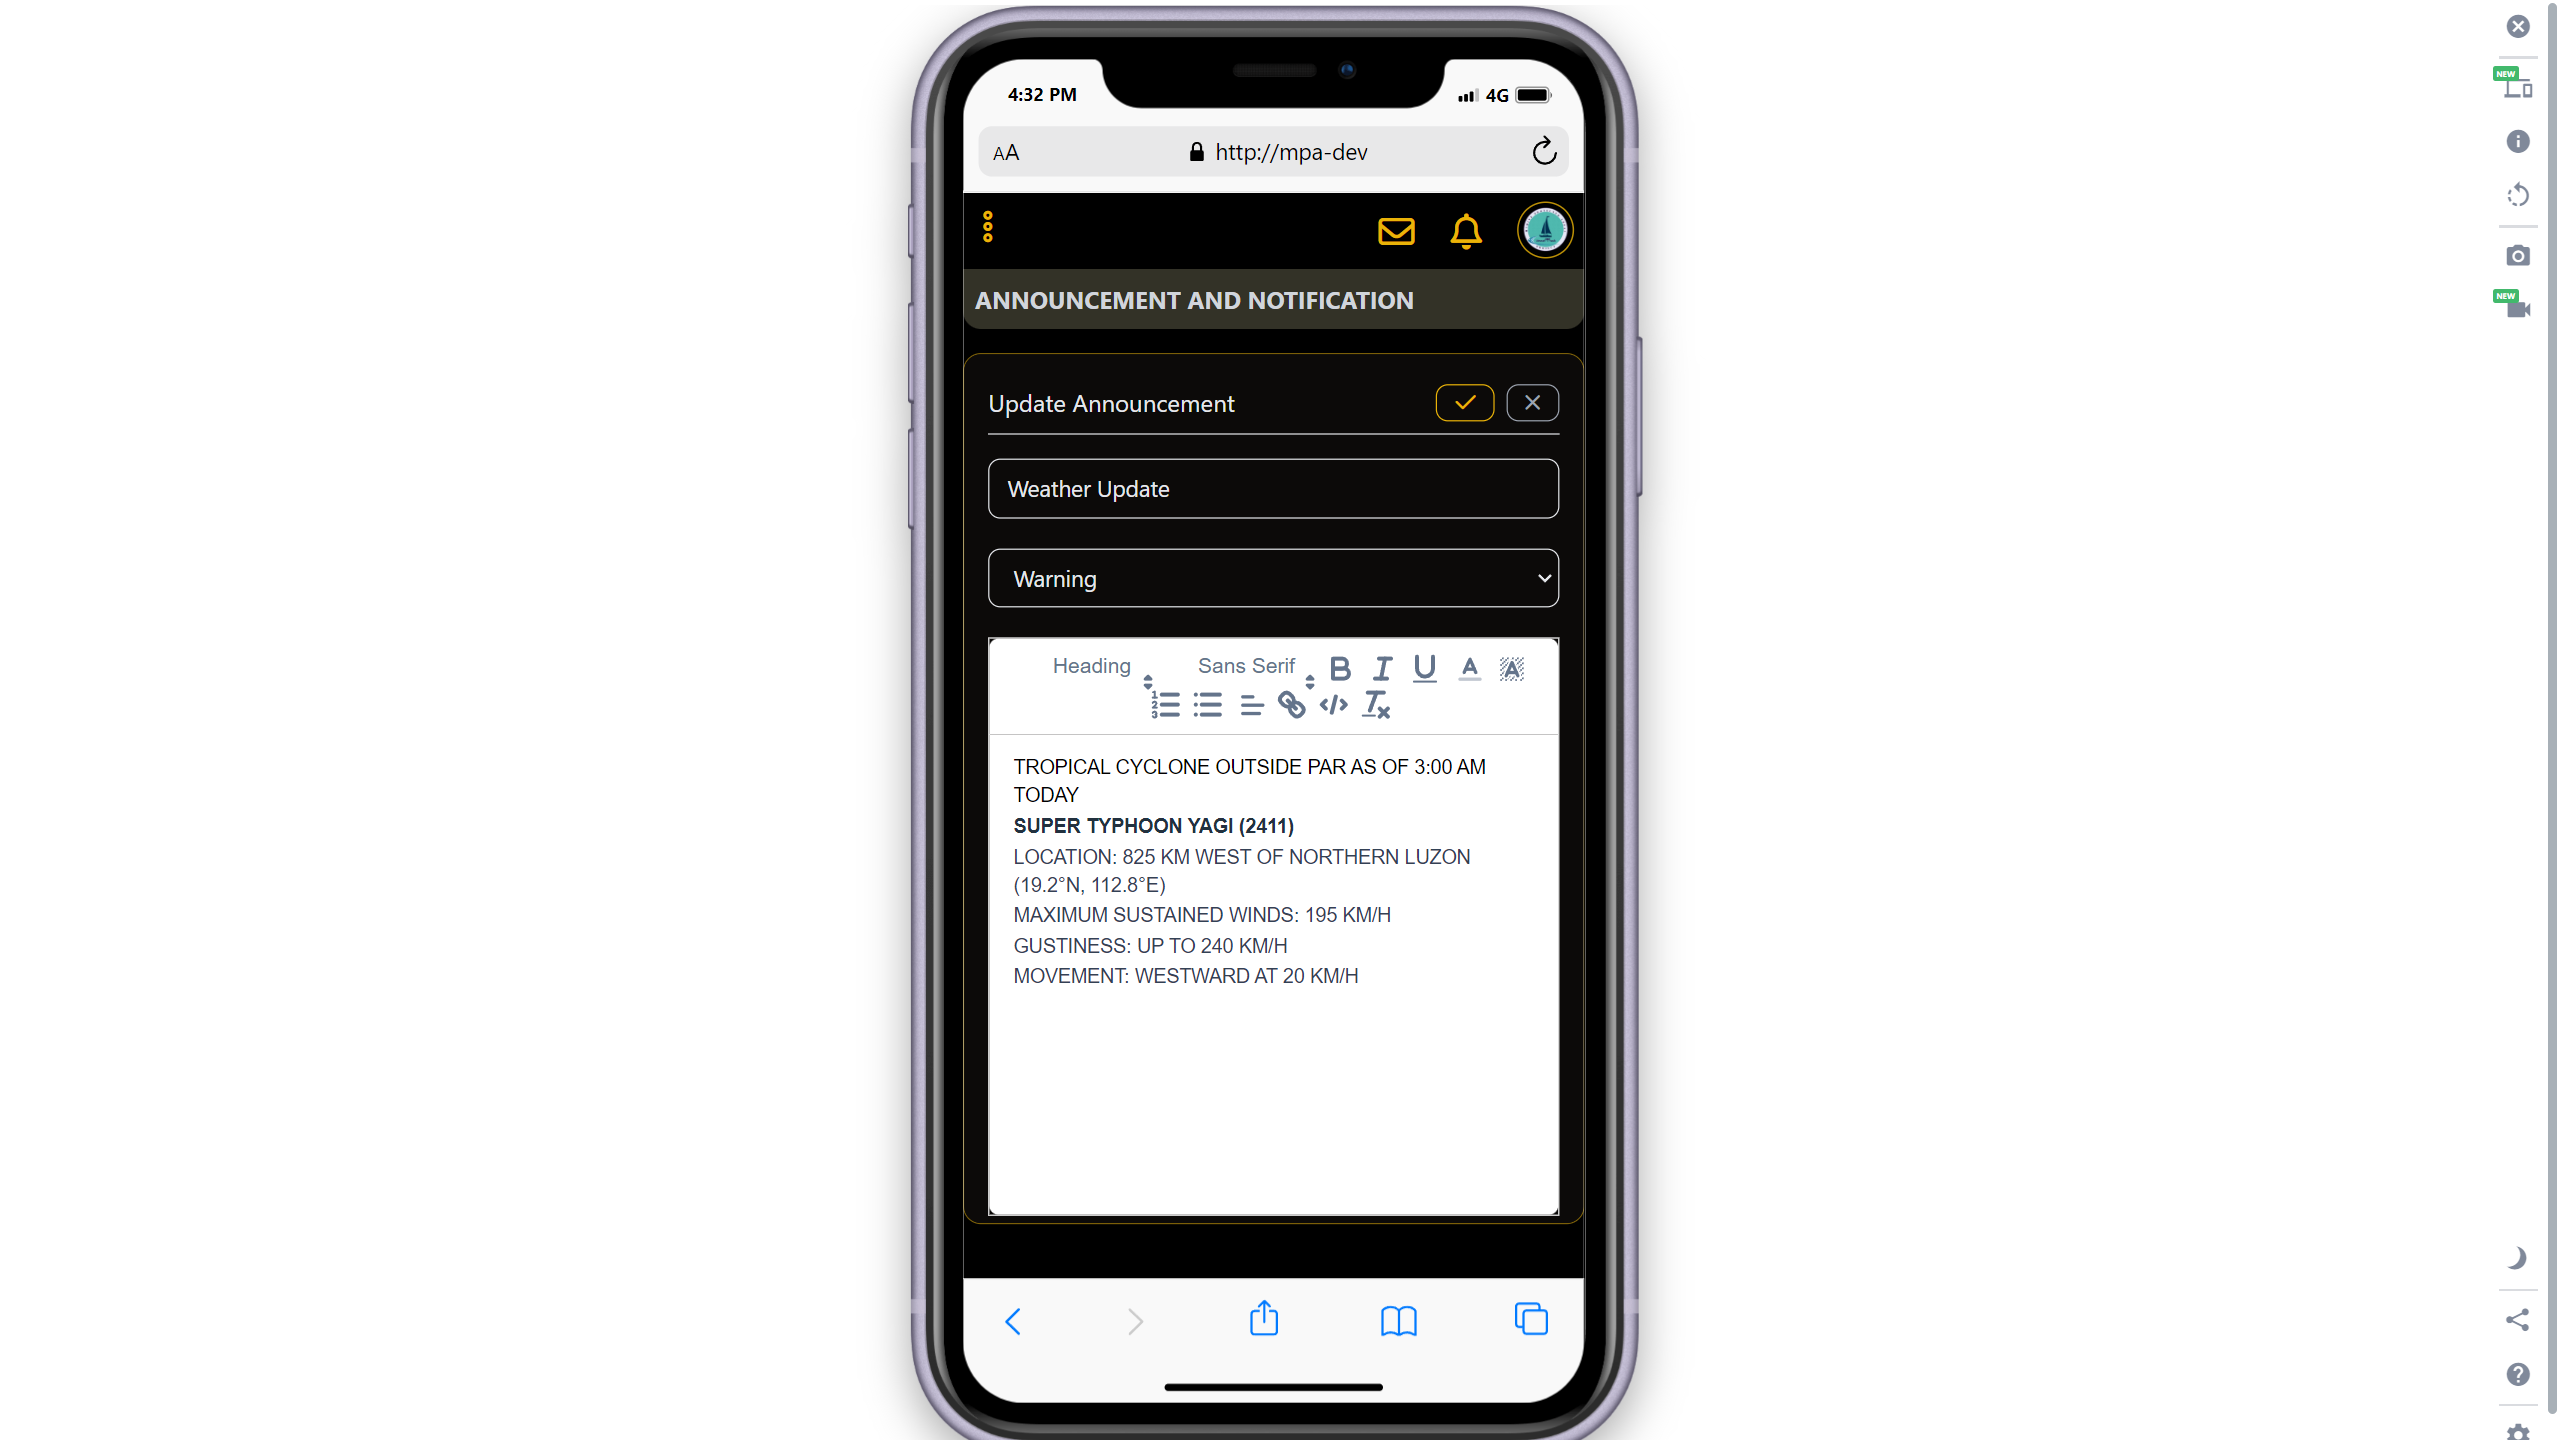 NEW
NEW
4:32 PM
4G
AA
http://mpa-dev
ANNOUNCEMENT AND NOTIFICATION
Update Announcement
Weather Update
Warning
Heading
Sans Serif
TROPICAL CYCLONE OUTSIDE PAR AS OF 3:00 AM
TODAY
SUPER TYPHOON YAGI (2411)
LOCATION: 825 KM WEST OF NORTHERN LUZON
(19.2°N, 112.8°E)
MAXIMUM SUSTAINED WINDS: 195 KM/H
GUSTINESS: UP TO 240 KM/H
MOVEMENT: WESTWARD AT 20 KM/H